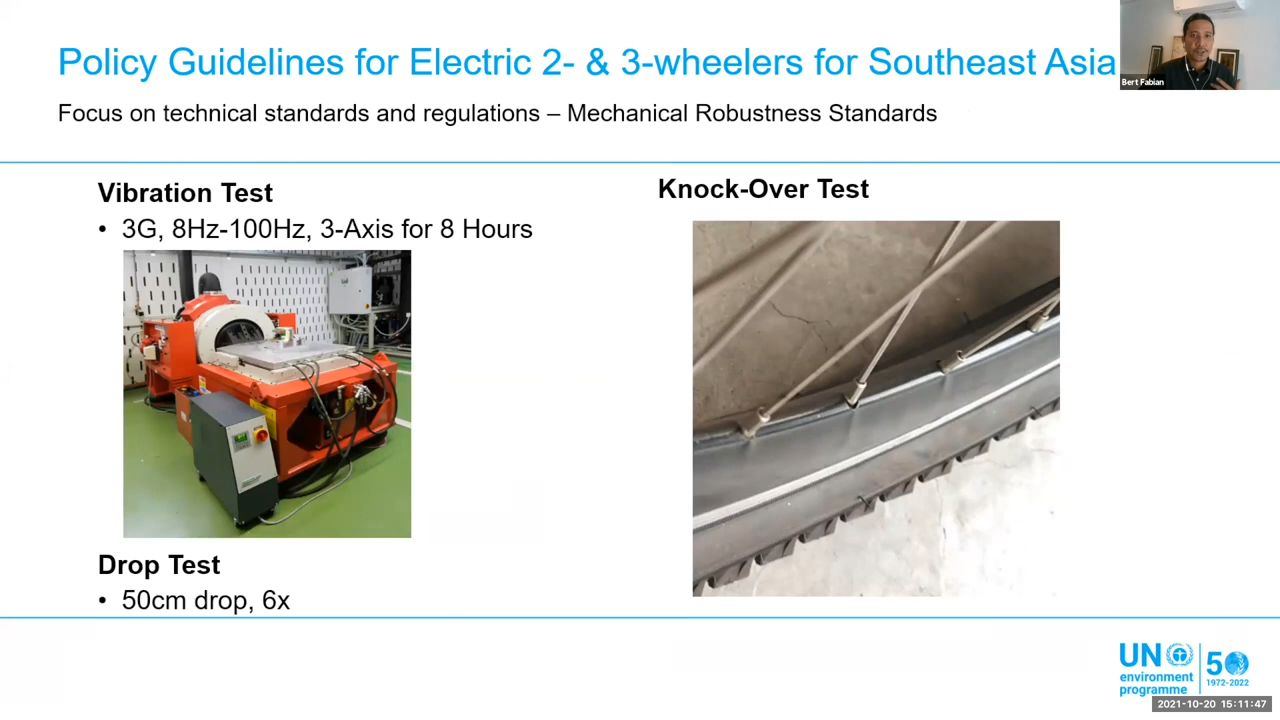 Policy Guidelines for Electric 2- & 3-wheelers for Southeast Asia
Bert Fabian
Focus on technical standards and regulations – Mechanical Robustness Standards
Vibration Test
• 3G, 8Hz-100Hz, 3-Axis for 8 Hours
Knock-Over Test
Drop Test
• 50cm drop, 6x
UN
environment
programme
50
1972-2022
2021-10-20 15:11:47